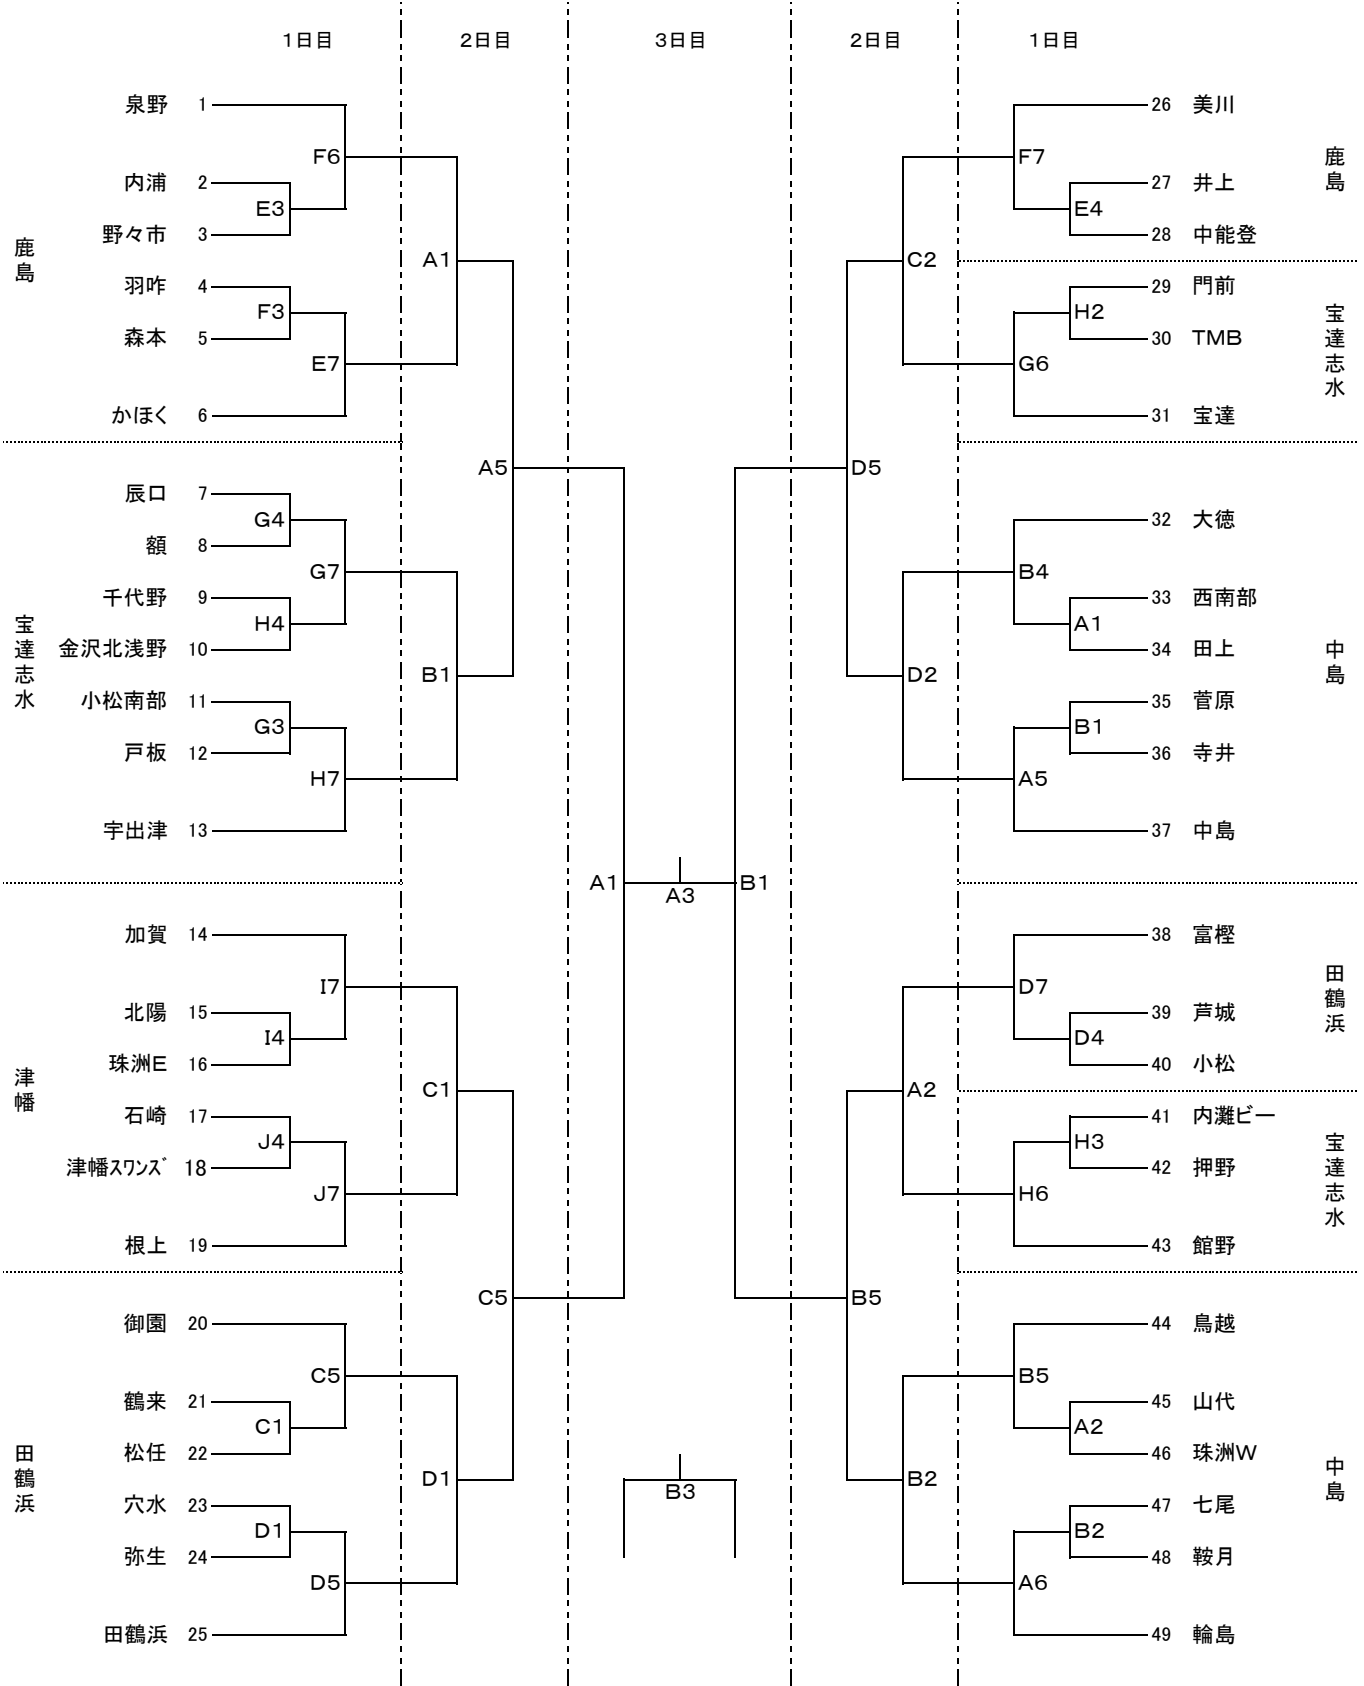 1日目 2日目 3日目 2日目 1日目
泉野 1
F6
内浦 2
E3
野々市 3
鹿島
A1
羽咋 4
F3
森本 5
E7
かほく 6
A5
辰口 7
G4
額 8
G7
千代野 9
H4
金沢北浅野 10
宝達志水
B1
小松南部 11
G3
戸板 12
H7
宇出津 13
A1
加賀 14
I7
北陽 15
I4
珠洲E 16
津幡
C1
石崎 17
J4
津幡スワンズ 18
J7
根上 19
C5
御園 20
C5
鶴来 21
C1
松任 22
田鶴浜
D1
穴水 23
D1
弥生 24
D5
田鶴浜 25
A3
B3
26 美川
F7
鹿島
27 井上
E4
28 中能登
C2
29 門前
H2
30 TMB
宝達志水
G6
31 宝達
D5
32 大徳
B4
33 西南部
A1
34 田上
中島
D2
35 菅原
B1
36 寺井
A5
37 中島
B1
38 富樫
D7
田鶴浜
39 芦城
D4
40 小松
A2
41 内灘ビー
H3
42 押野
宝達志水
H6
43 館野
B5
44 鳥越
B5
45 山代
A2
46 珠洲W
中島
B2
47 七尾
B2
48 鞍月
A6
49 輪島